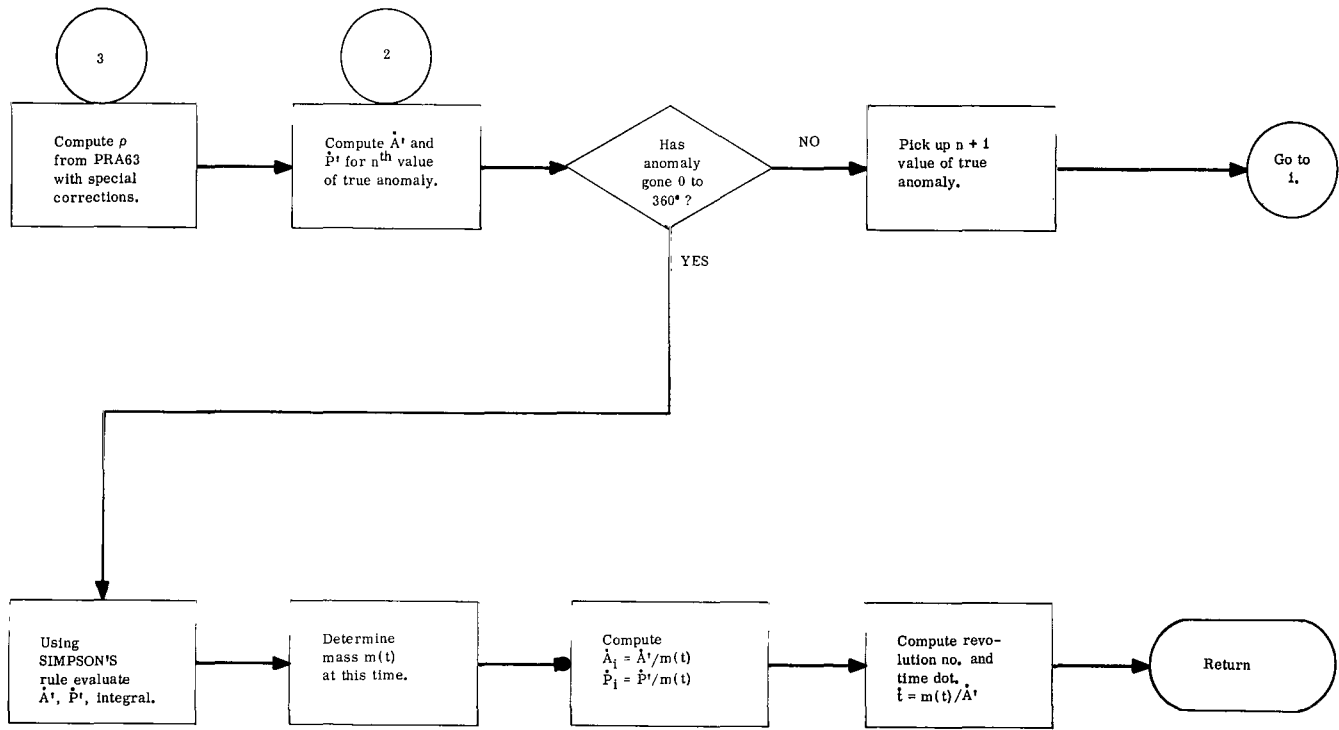 3
2
Compute ρ
from PRA63
with special
corrections.
Compute Ȧ' and
Ṗ' for nth value
of true anomaly.
Has
anomaly
gone 0 to
360° ?
NO
Pick up n + 1
value of true
anomaly.
Go to
1.
YES
Using
SIMPSON'S
rule evaluate
Ȧ', Ṗ', integral.
Determine
mass m(t)
at this time.
Compute
Ȧi = Ȧ'/m(t)
Ṗi = Ṗ'/m(t)
Compute revo-
lution no. and
time dot.
ṫ = m(t)/Ȧ'
Return